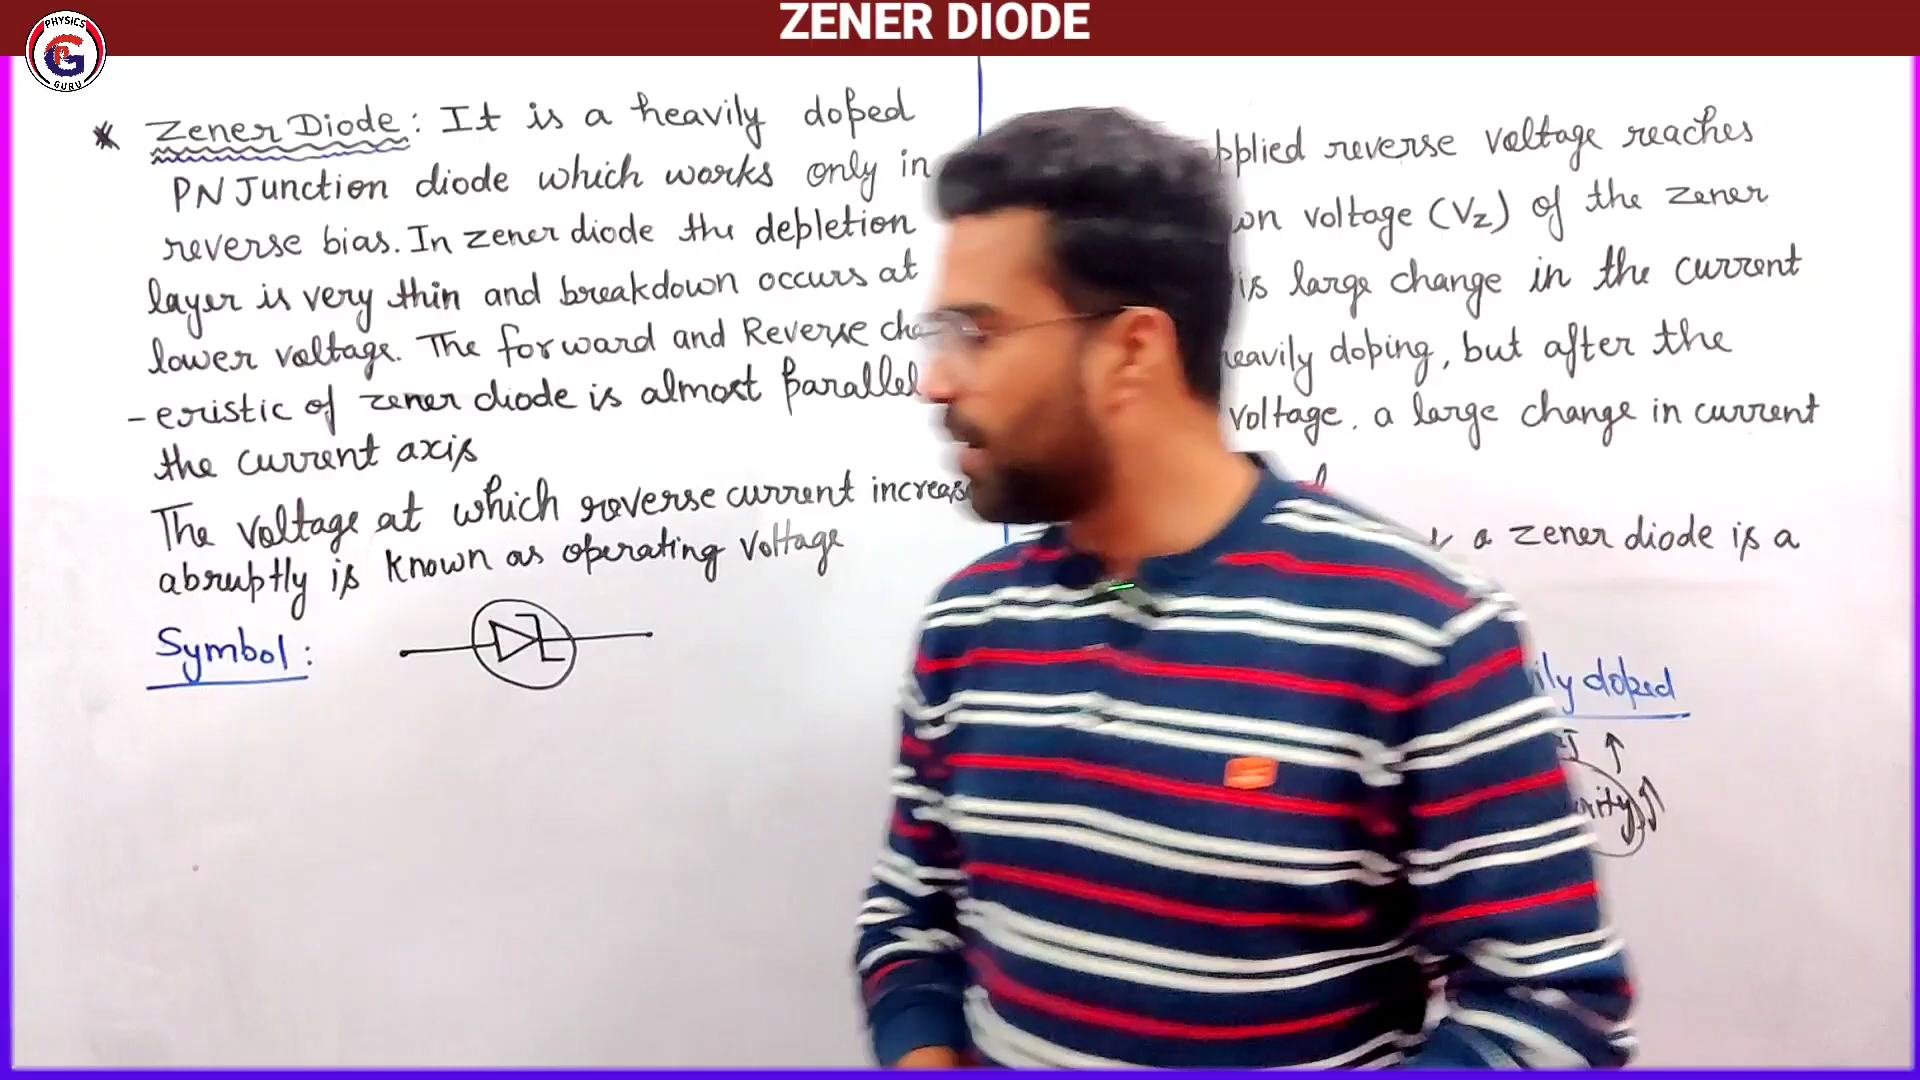 ZENER DIODE
PHYSICS
GURU
* Zener Diode: It is a heavily doped
PN Junction diode which works only in
reverse bias. In zener diode the depletion
layer is very thin and breakdown occurs at
lower voltage. The forward and Reverse cha
-eristic of zener diode is almost parallel
the current axis
The voltage at which reverse current increase
abruptly is known as operating voltage
Symbol:
pplied reverse voltage reaches
wn voltage (Vz) of the zener
is large change in the current
heavily doping, but after the
voltage. a large change in current
a zener diode is a
ily doped
urity